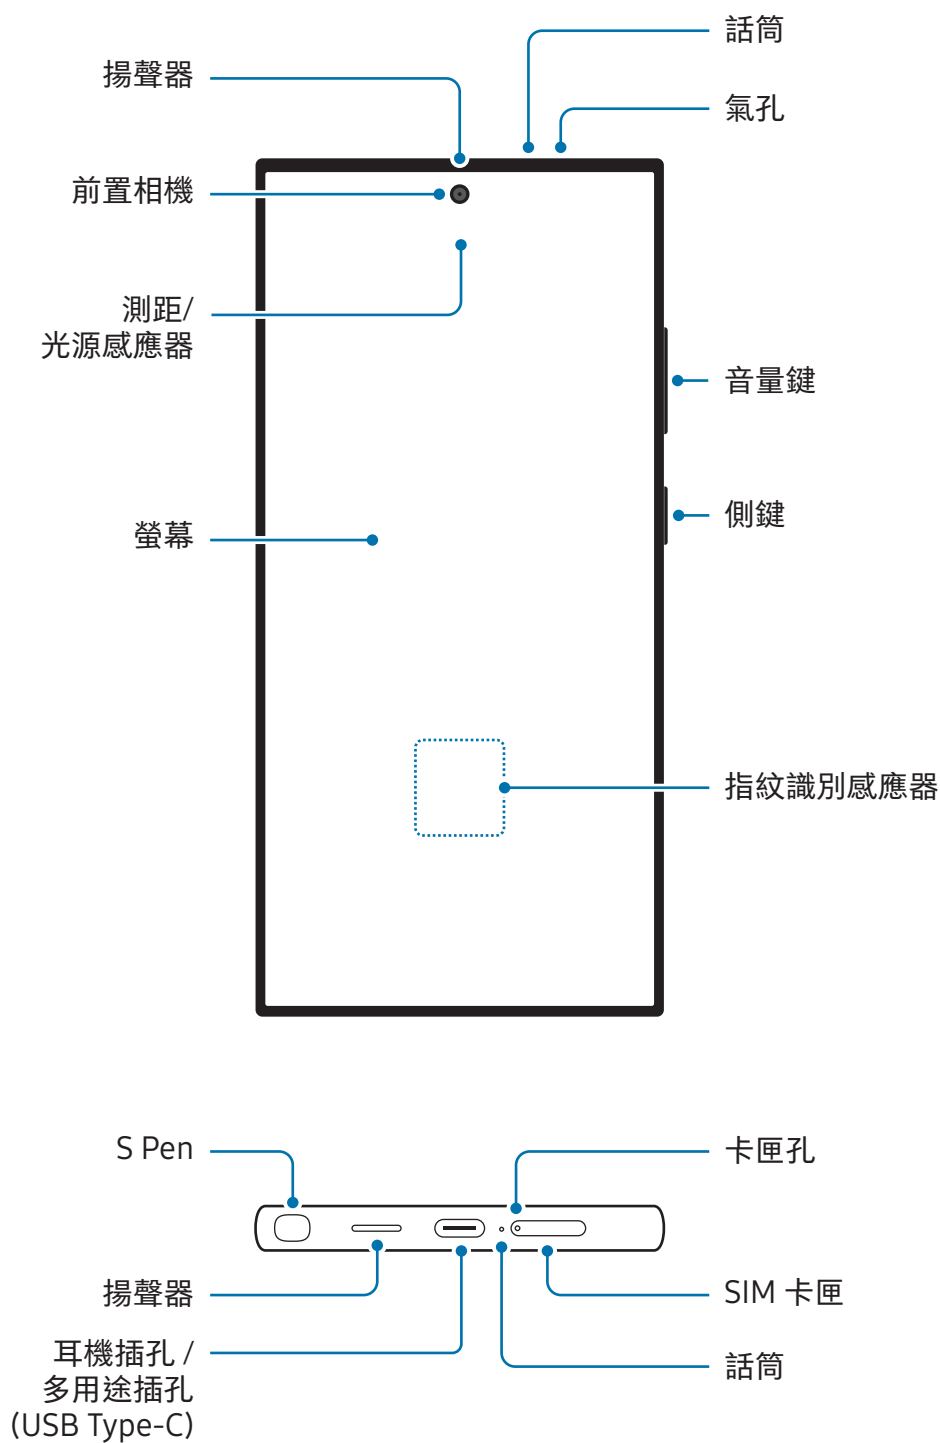 話筒
揚聲器
氣孔
前置相機
測距/
光源感應器
音量鍵
側鍵
螢幕
指紋識別感應器
S Pen
卡匣孔
揚聲器
SIM 卡匣
耳機插孔 /
多用途插孔
(USB Type-C)
話筒